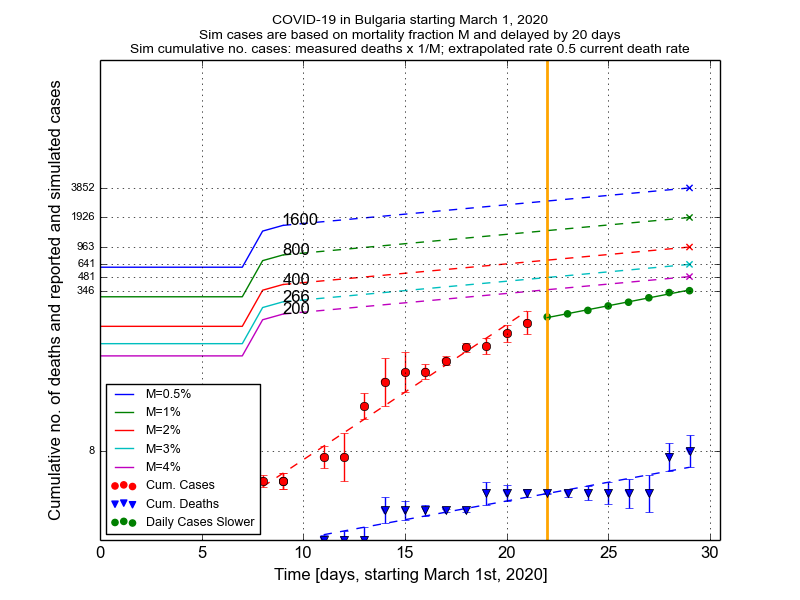 COVID-19 in Bulgaria starting March 1, 2020
Sim cases are based on mortality fraction M and delayed by 20 days
Sim cumulative no. cases: measured deaths x 1/M; extrapolated rate 0.5 current death rate
Cumulative no. of deaths and reported and simulated cases
3852
1926
963
641
481
346
8
1600
800
400
266
200
M=0.5%
M=1%
M=2%
M=3%
M=4%
Cum. Cases
Cum. Deaths
Daily Cases Slower
0 5 10 15 20 25 30
Time [days, starting March 1st, 2020]